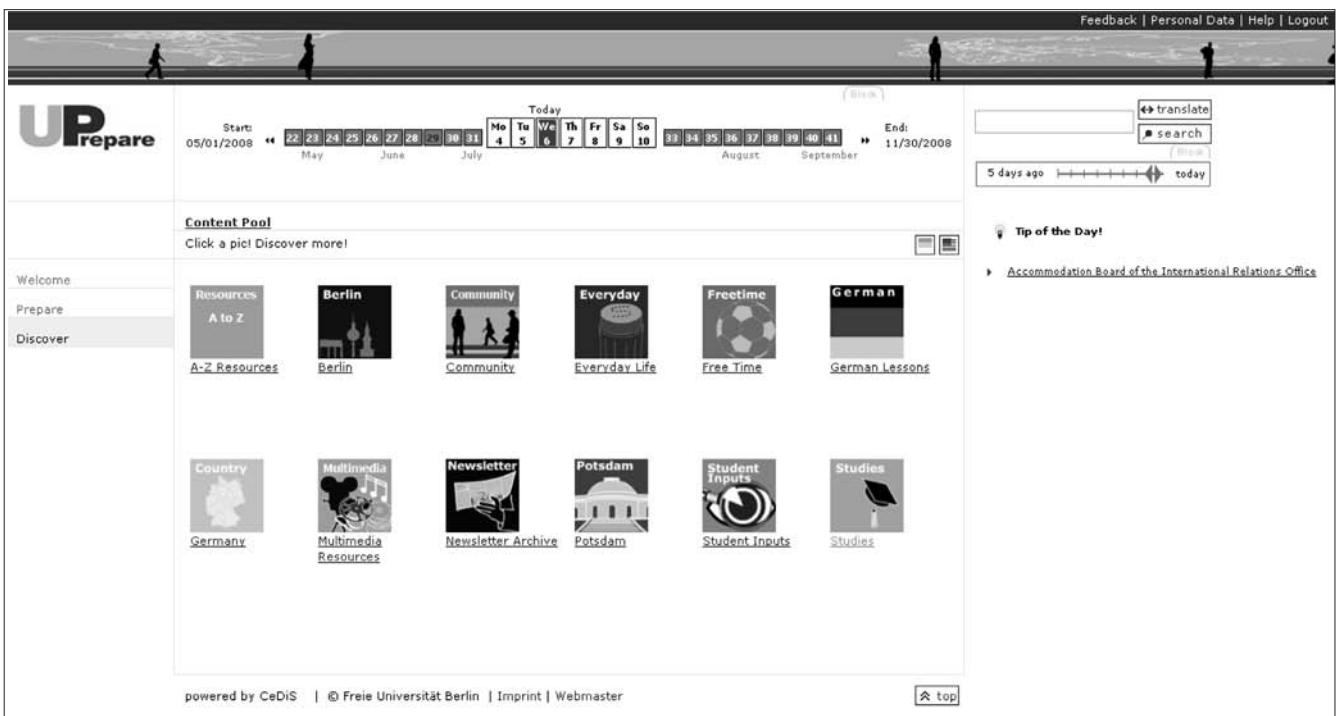 Feedback | Personal Data | Help | Logout
UPrepare
Start:
05/01/2008
Today
22 23 24 25 26 27 28 29 30 31
Mo Tu We Th Fr Sa So
4 5 6 7 8 9 10
33 34 35 36 37 38 39 40 41
May June July August September
End:
11/30/2008
translate
search
5 days ago today
Content Pool
Click a pic! Discover more!
Tip of the Day!
Accommodation Board of the International Relations Office
Welcome
Prepare
Discover
Resources
A to Z
A-Z Resources
Berlin
Berlin
Community
Community
Everyday
Everyday Life
Freetime
Free Time
German
German Lessons
Country
Germany
Multimedia
Multimedia
Resources
Newsletter
Newsletter Archive
Potsdam
Potsdam
Student
Inputs
Student Inputs
Studies
Studies
powered by CeDiS | © Freie Universität Berlin | Imprint | Webmaster
top